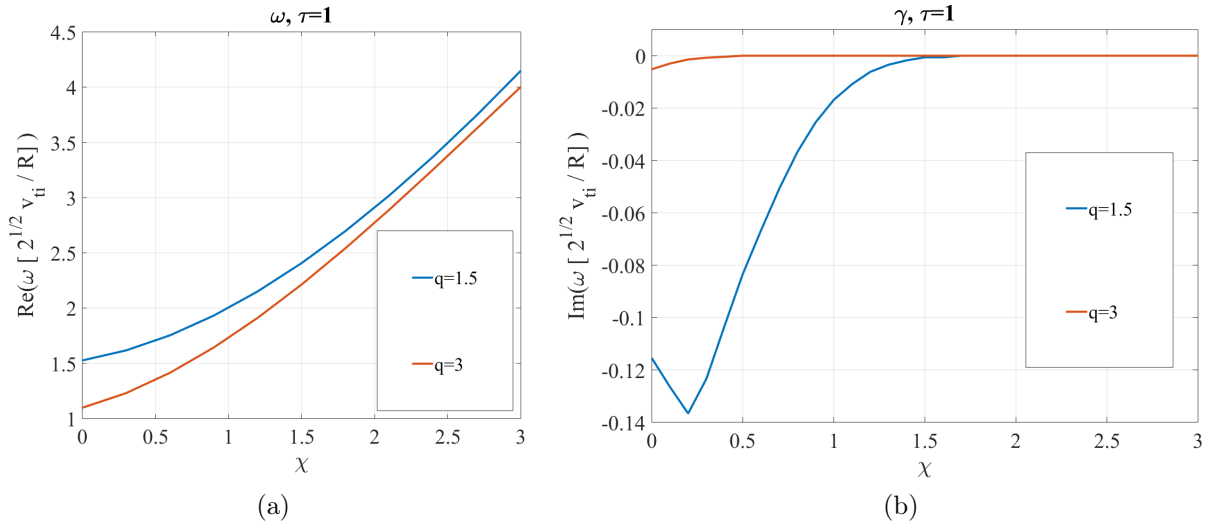 ω, τ=1
4.5
4
3.5
3
2.5
2
1.5
1
Re(ω [ 2^{1/2} v_{ti} / R] )
0 0.5 1 1.5 2 2.5 3
χ
q=1.5
q=3
(a)
γ, τ=1
0
-0.02
-0.04
-0.06
-0.08
-0.1
-0.12
-0.14
Im(ω [ 2^{1/2} v_{ti} / R] )
0 0.5 1 1.5 2 2.5 3
χ
q=1.5
q=3
(b)